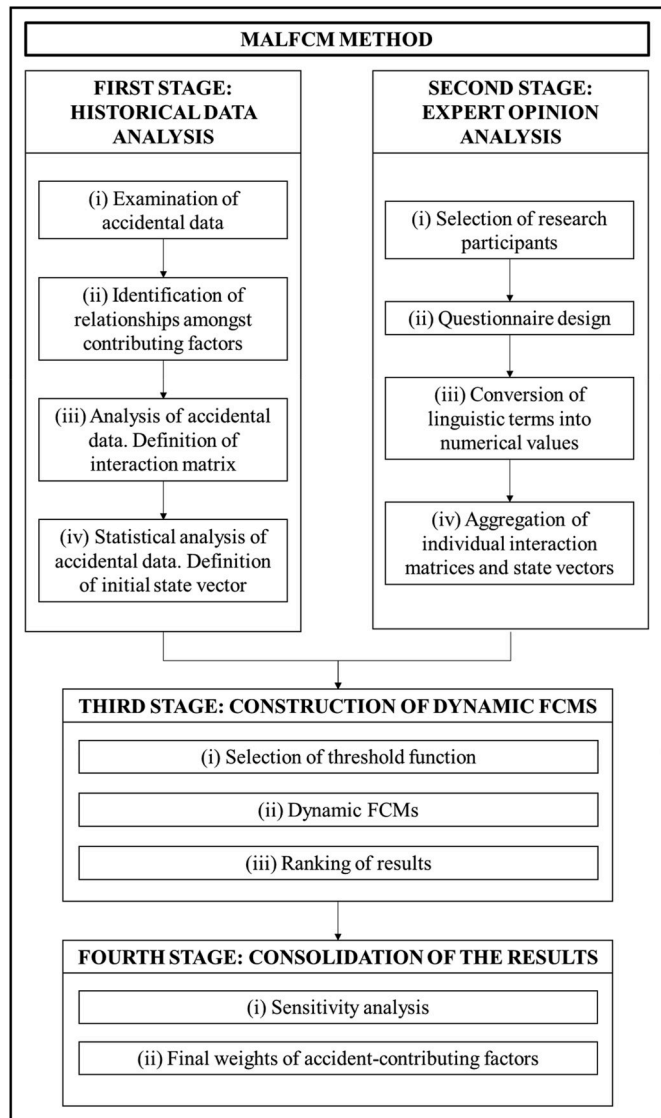 MALFCM METHOD
FIRST STAGE:
HISTORICAL DATA
ANALYSIS
(i) Examination of
accidental data
(ii) Identification of
relationships amongst
contributing factors
(iii) Analysis of accidental
data. Definition of
interaction matrix
(iv) Statistical analysis of
accidental data. Definition
of initial state vector
SECOND STAGE:
EXPERT OPINION
ANALYSIS
(i) Selection of research
participants
(ii) Questionnaire design
(iii) Conversion of
linguistic terms into
numerical values
(iv) Aggregation of
individual interaction
matrices and state vectors
THIRD STAGE: CONSTRUCTION OF DYNAMIC FCMS
(i) Selection of threshold function
(ii) Dynamic FCMs
(iii) Ranking of results
FOURTH STAGE: CONSOLIDATION OF THE RESULTS
(i) Sensitivity analysis
(ii) Final weights of accident-contributing factors